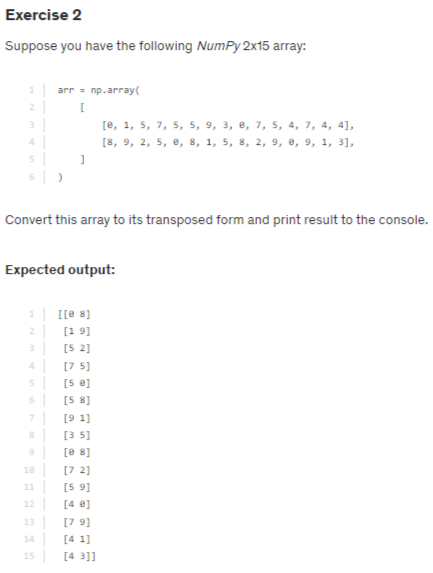 Exercise 2
Suppose you have the following NumPy 2x15 array:
1 arr = np.array(
2 [
3 [0, 1, 5, 7, 5, 5, 9, 3, 0, 7, 5, 4, 7, 4, 4],
4 [8, 9, 2, 5, 0, 8, 1, 5, 8, 2, 9, 0, 9, 1, 3],
5 ]
6 )
Convert this array to its transposed form and print result to the console.
Expected output:
1 [[0 8]
2 [1 9]
3 [5 2]
4 [7 5]
5 [5 0]
6 [5 8]
7 [9 1]
8 [3 5]
9 [0 8]
10 [7 2]
11 [5 9]
12 [4 0]
13 [7 9]
14 [4 1]
15 [4 3]]